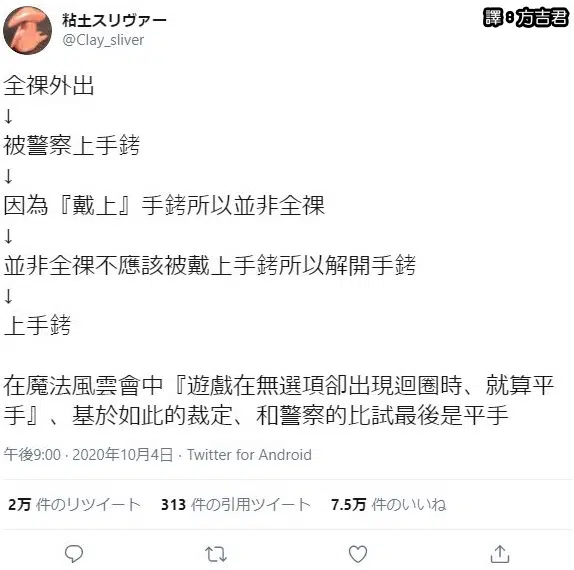 粘土スリヴァー
譯：方吉君
@Clay_sliver
全裸外出
↓
被警察上手銬
↓
因為『戴上』手銬所以並非全裸
↓
並非全裸不應該被戴上手銬所以解開手銬
↓
上手銬
在魔法風雲會中『遊戲在無選項卻出現迴圈時、就算平
手』、基於如此的裁定、和警察的比試最後是平手
午後9:00 · 2020年10月4日 · Twitter for Android
2万 件のリツイート 313 件の引用ツイート 7.5万 件のいいね